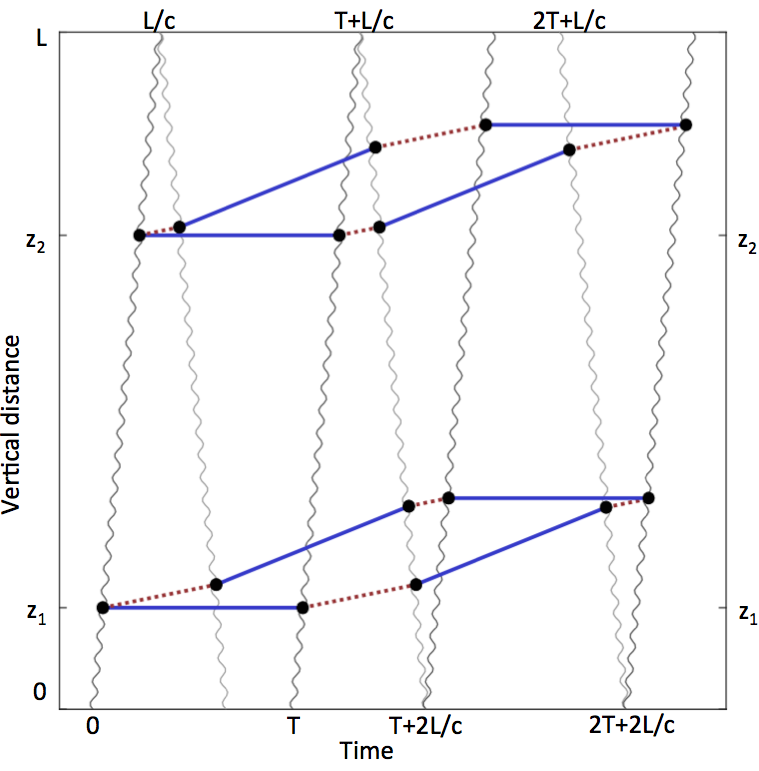 L/c T+L/c 2T+L/c
L
z2 z2
Vertical distance
z1 z1
0
0 T T+2L/c 2T+2L/c
Time